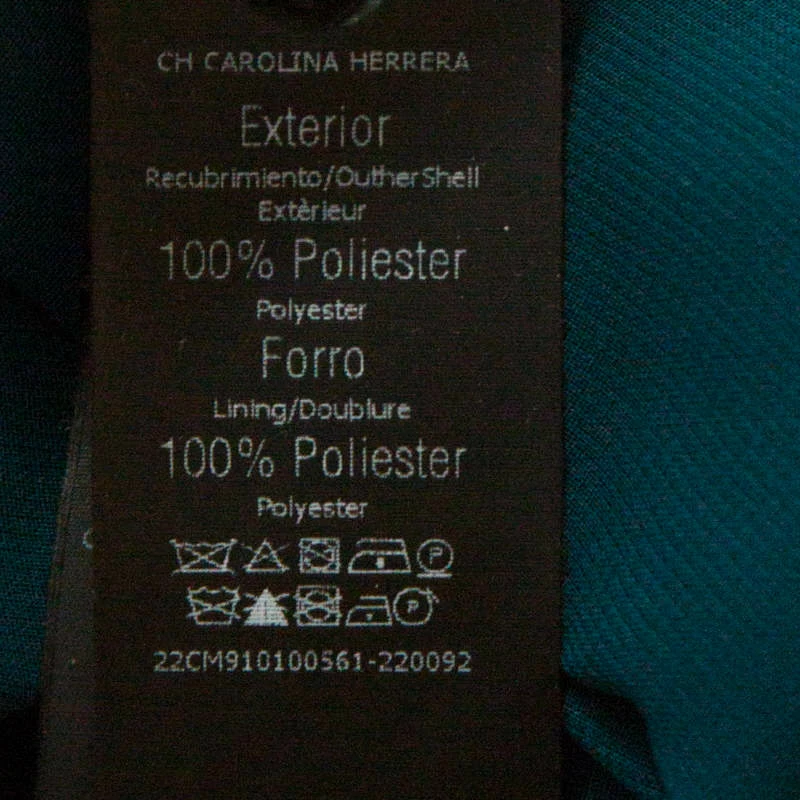 CH CAROLINA HERRERA
Exterior
Recubrimiento/OutherShell
Extèrieur
100% Poliester
Polyester
Forro
Lining/Doublure
100% Poliester
Polyester
P
P
22CM910100561-220092